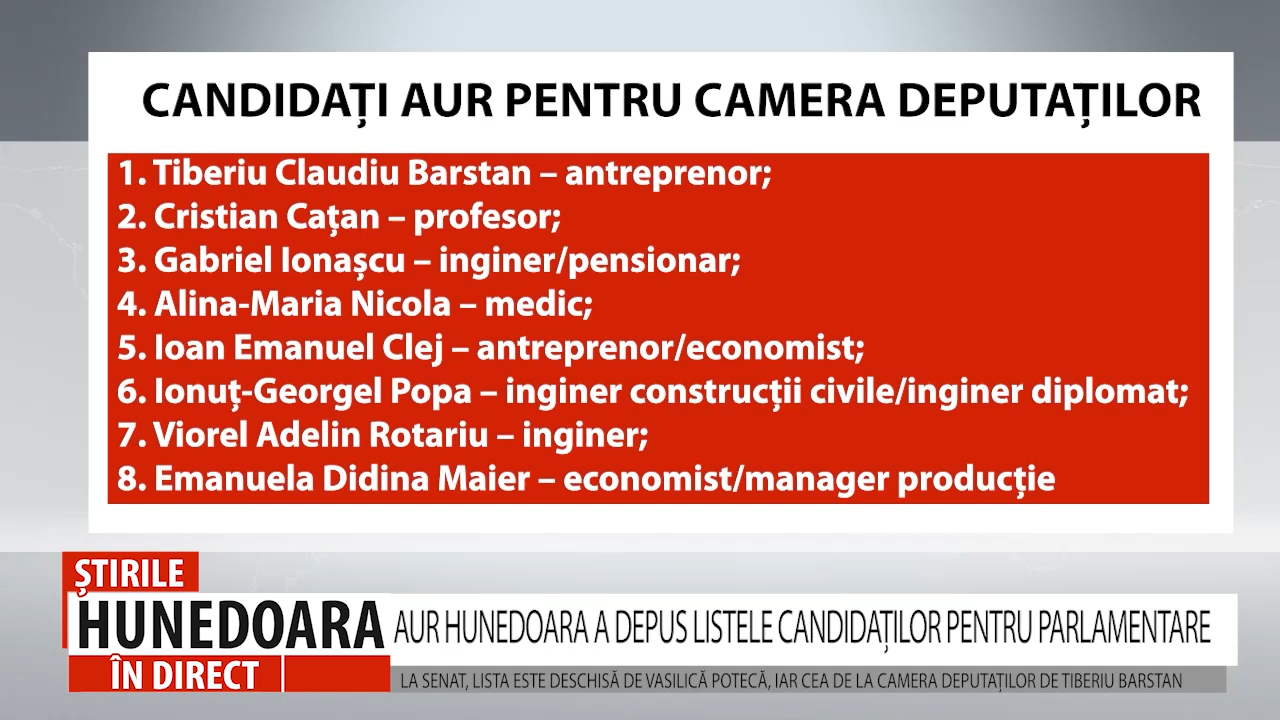 CANDIDAȚI AUR PENTRU CAMERA DEPUTAȚILOR
1. Tiberiu Claudiu Barstan – antreprenor;
2. Cristian Cațan – profesor;
3. Gabriel Ionașcu – inginer/pensionar;
4. Alina-Maria Nicola – medic;
5. Ioan Emanuel Clej – antreprenor/economist;
6. Ionuț-Georgel Popa – inginer construcții civile/inginer diplomat;
7. Viorel Adelin Rotariu – inginer;
8. Emanuela Didina Maier – economist/manager producție
ȘTIRILE
HUNEDOARA
ÎN DIRECT
AUR HUNEDOARA A DEPUS LISTELE CANDIDAȚILOR PENTRU PARLAMENTARE
LA SENAT, LISTA ESTE DESCHISĂ DE VASILICĂ POTECĂ, IAR CEA DE LA CAMERA DEPUTAȚILOR DE TIBERIU BARSTAN